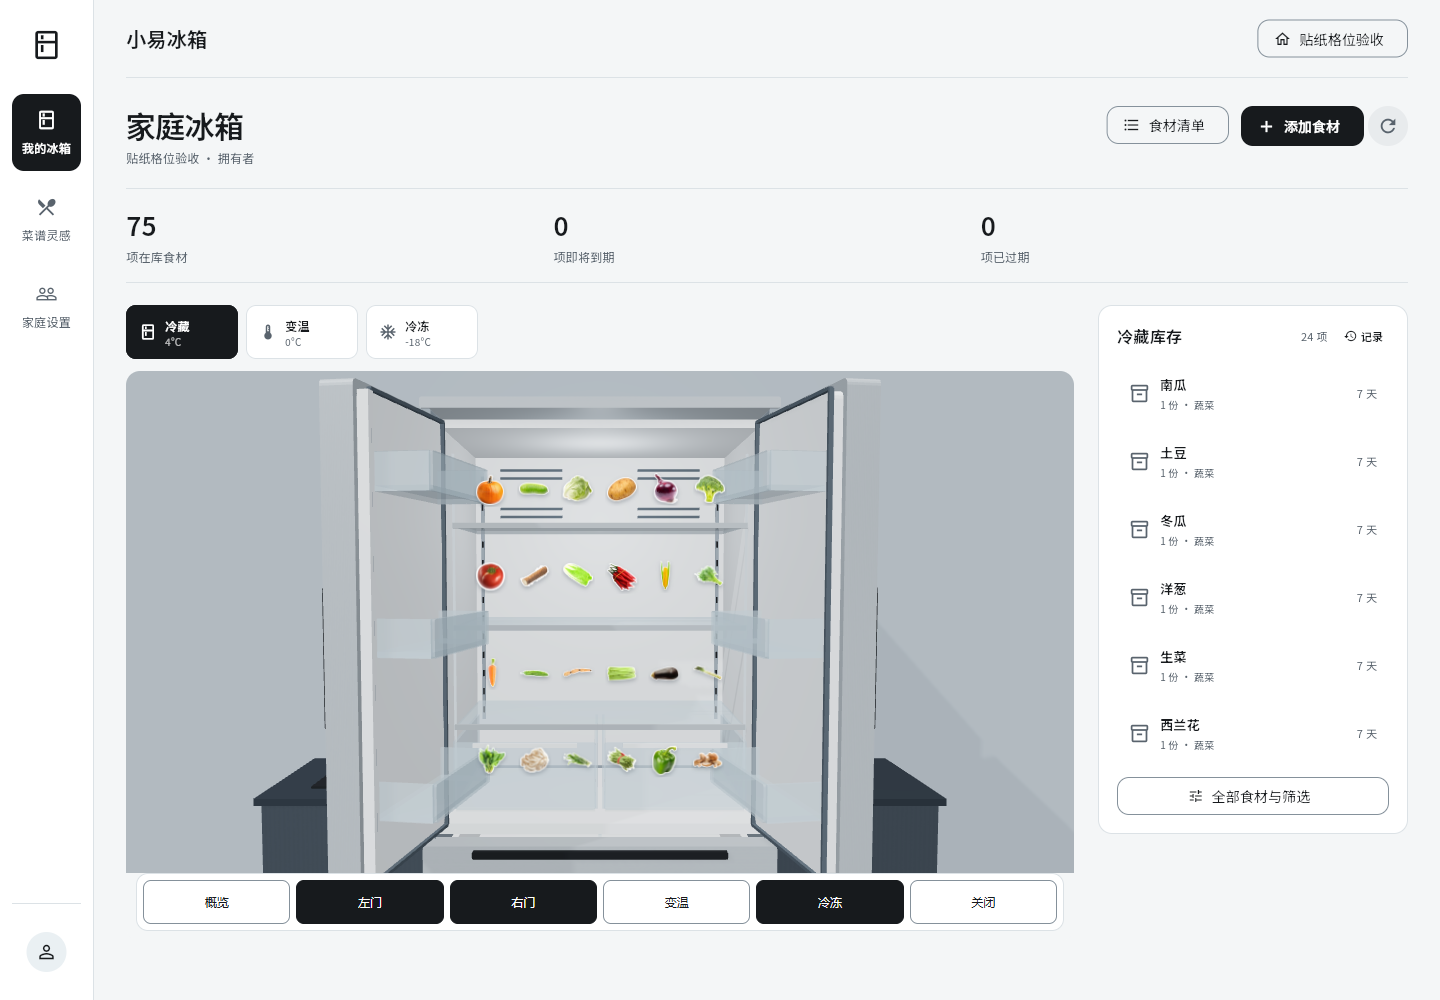 小易冰箱
贴纸格位验收
我的冰箱
菜谱灵感
家庭设置
家庭冰箱
贴纸格位验收 · 拥有者
食材清单
添加食材
75
项在库食材
0
项即将到期
0
项已过期
冷藏
4°C
变温
0°C
冷冻
-18°C
冷藏库存
24 项
记录
南瓜
1 份 · 蔬菜
7 天
土豆
1 份 · 蔬菜
7 天
冬瓜
1 份 · 蔬菜
7 天
洋葱
1 份 · 蔬菜
7 天
生菜
1 份 · 蔬菜
7 天
西兰花
1 份 · 蔬菜
7 天
全部食材与筛选
概览
左门
右门
变温
冷冻
关闭